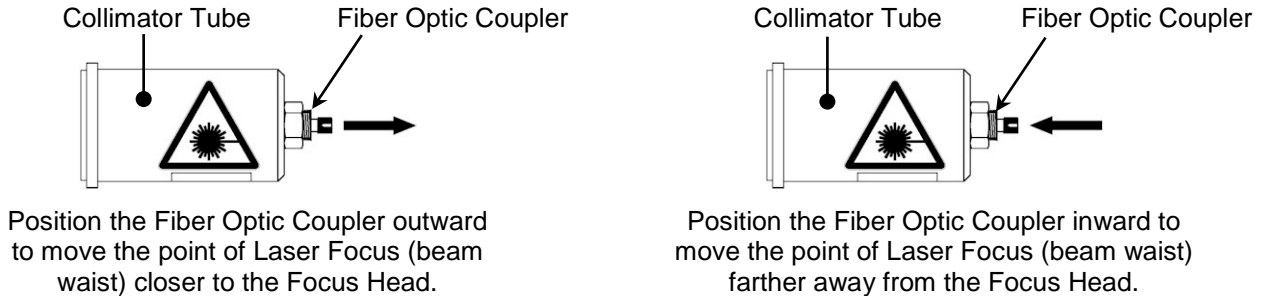 Collimator Tube
Fiber Optic Coupler
Position the Fiber Optic Coupler outward
to move the point of Laser Focus (beam
waist) closer to the Focus Head.
Collimator Tube
Fiber Optic Coupler
Position the Fiber Optic Coupler inward to
move the point of Laser Focus (beam waist)
farther away from the Focus Head.